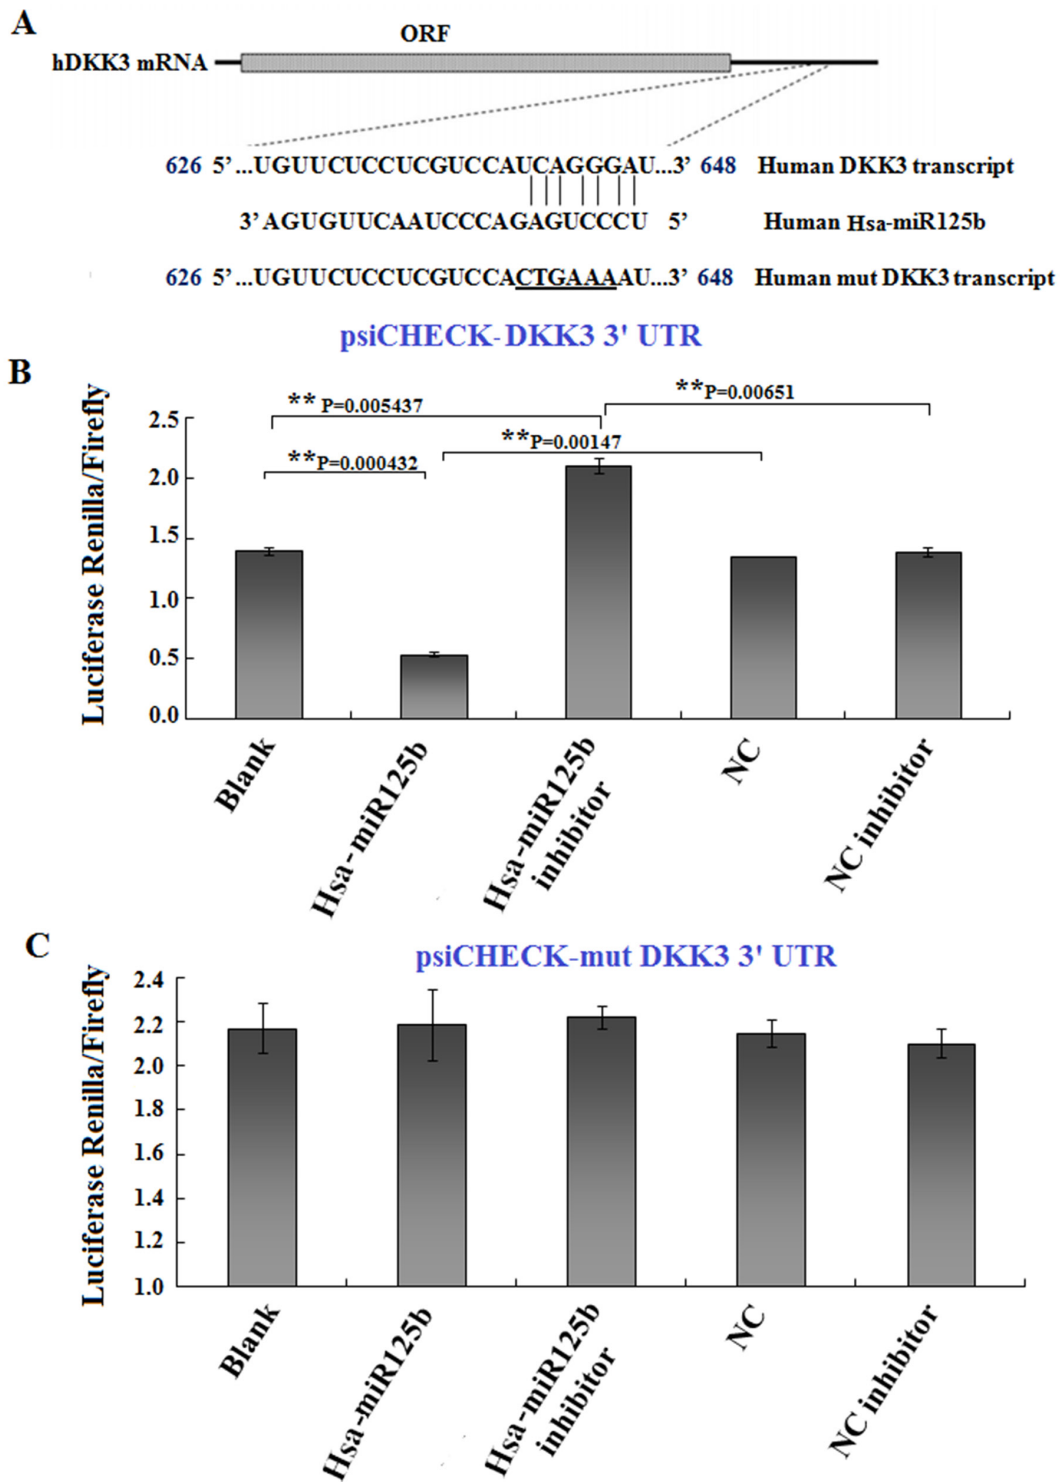 A
ORF
hDKK3 mRNA
626 5’ ...UGUUCUCCUCGUCCAUCAGGGAU...3’ 648 Human DKK3 transcript
3’ AGUGUUCAAUCCCAGAGUCCCU 5’ Human Hsa-miR125b
626 5’ ...UGUUCUCCUCGUCCACTGAAAAU...3’ 648 Human mut DKK3 transcript
psiCHECK-DKK3 3' UTR
B
Luciferase Renilla/Firefly
2.5
2.0
1.5
1.0
0.5
0.0
** P=0.005437
**P=0.00651
**P=0.00147
**P=0.000432
Blank
Hsa-miR125b
Hsa-miR125b
inhibitor
NC
NC inhibitor
C
psiCHECK-mut DKK3 3' UTR
Luciferase Renilla/Firefly
2.4
2.2
2.0
1.8
1.6
1.4
1.2
1.0
Blank
Hsa-miR125b
Hsa-miR125b
inhibitor
NC
NC inhibitor